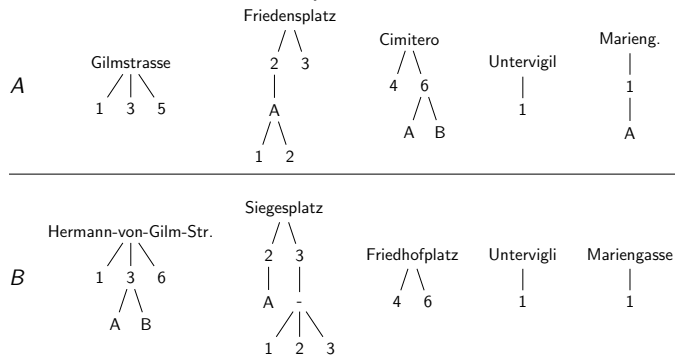 Friedensplatz
Cimitero
Marieng.
Gilmstrasse
Untervigil
2 3
A
4 6
1
1 3 5
1
A
A B
A
1 2
Siegesplatz
Hermann-von-Gilm-Str.
2 3
Friedhofplatz
Untervigli
Mariengasse
B
1 3 6
A -
4 6
1
1
A B
1 2 3